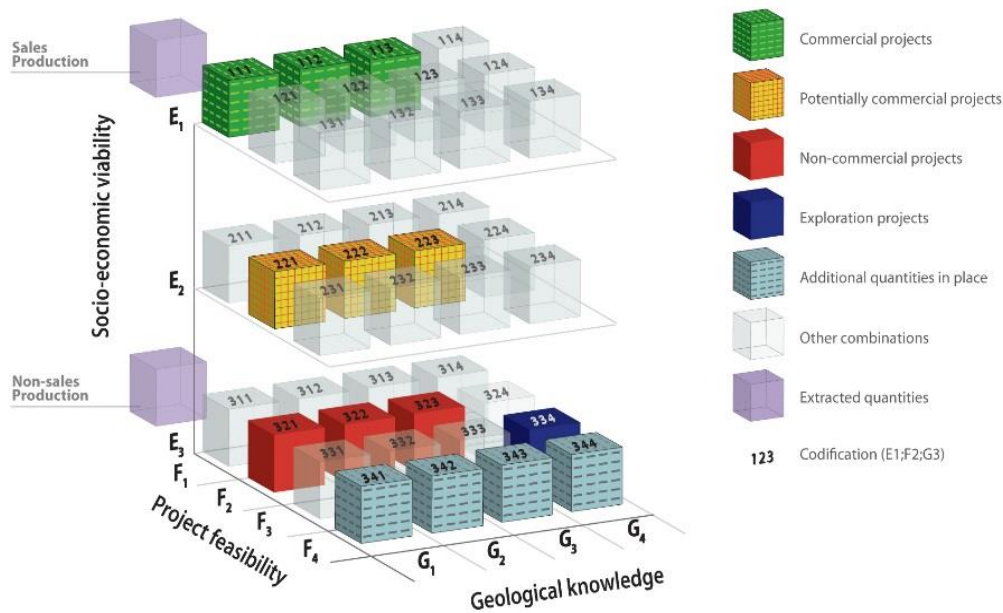 Sales
Production
Socio-economic viability
E1
111
112
113
114
121
122
123
124
131
132
133
134
E2
211
212
213
214
221
222
223
224
231
232
233
234
Non-sales
Production
E3
311
312
313
314
321
322
323
324
331
332
333
334
341
342
343
344
F1
F2
F3
F4
Project feasibility
G1
G2
G3
G4
Geological knowledge
Commercial projects
Potentially commercial projects
Non-commercial projects
Exploration projects
Additional quantities in place
Other combinations
Extracted quantities
123 Codification (E1;F2;G3)